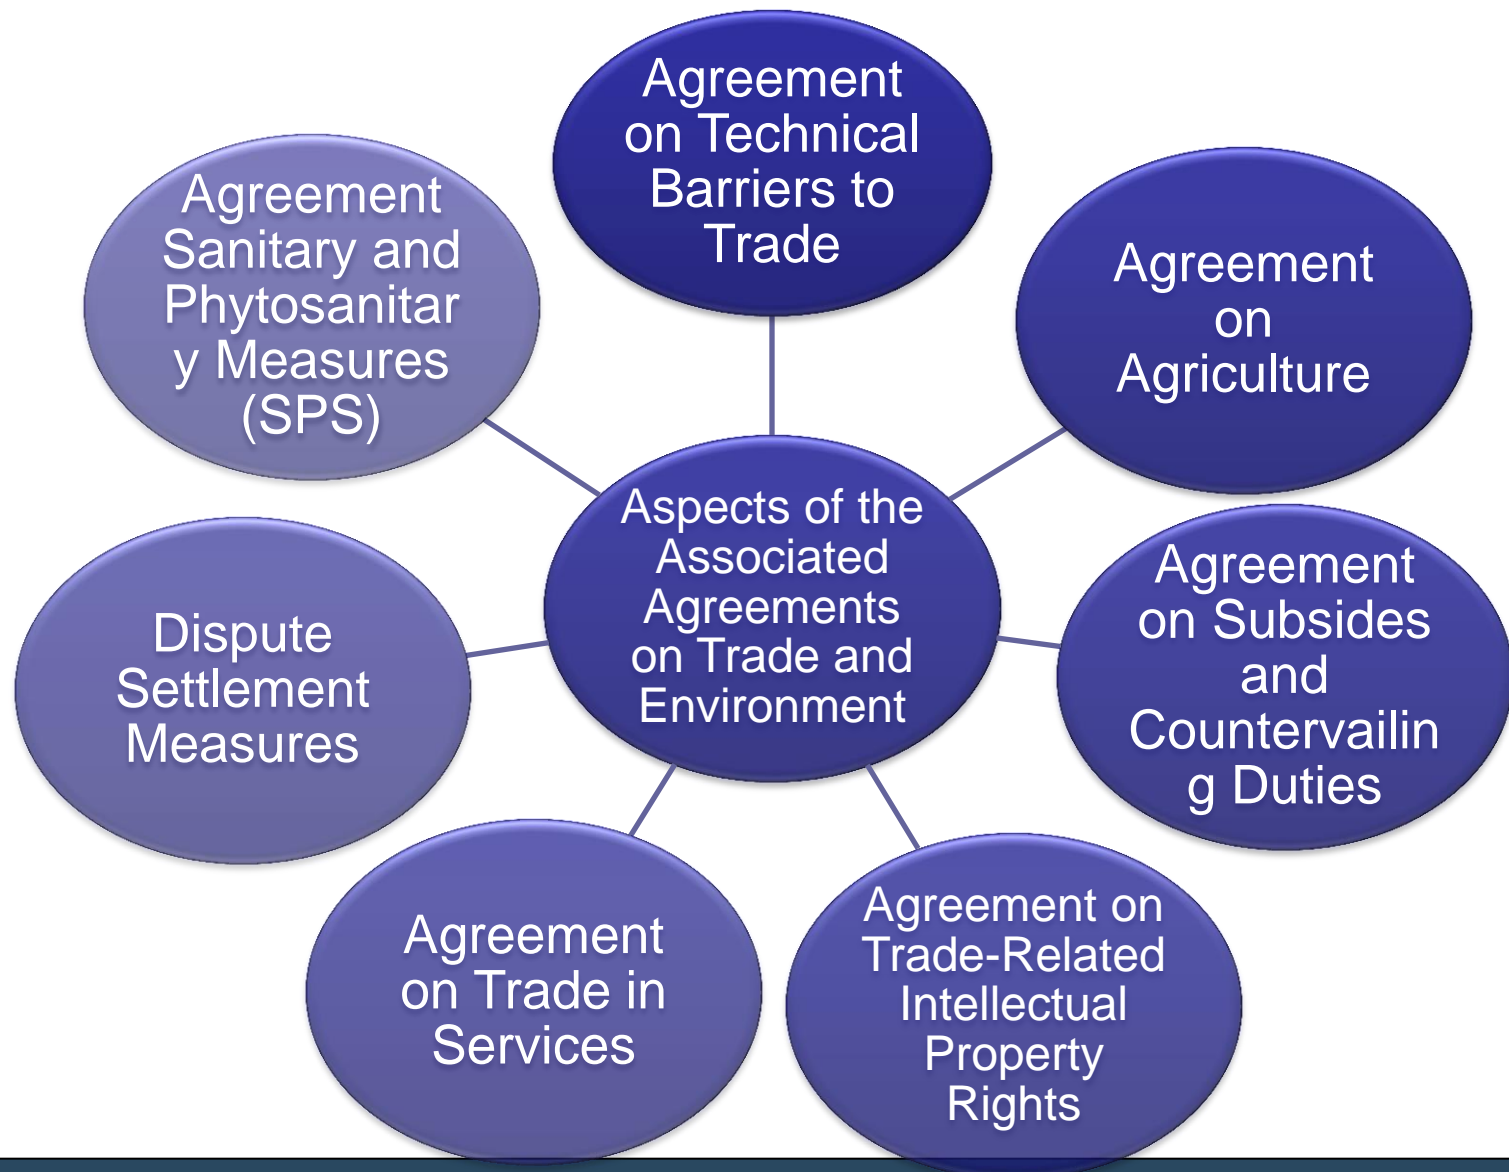 Agreement
on Technical
Barriers to
Trade
Agreement
on
Agriculture
Agreement
on Subsides
and
Countervailin
g Duties
Agreement on
Trade-Related
Intellectual
Property
Rights
Agreement
on Trade in
Services
Dispute
Settlement
Measures
Agreement
Sanitary and
Phytosanitar
y Measures
(SPS)
Aspects of the
Associated
Agreements
on Trade and
Environment